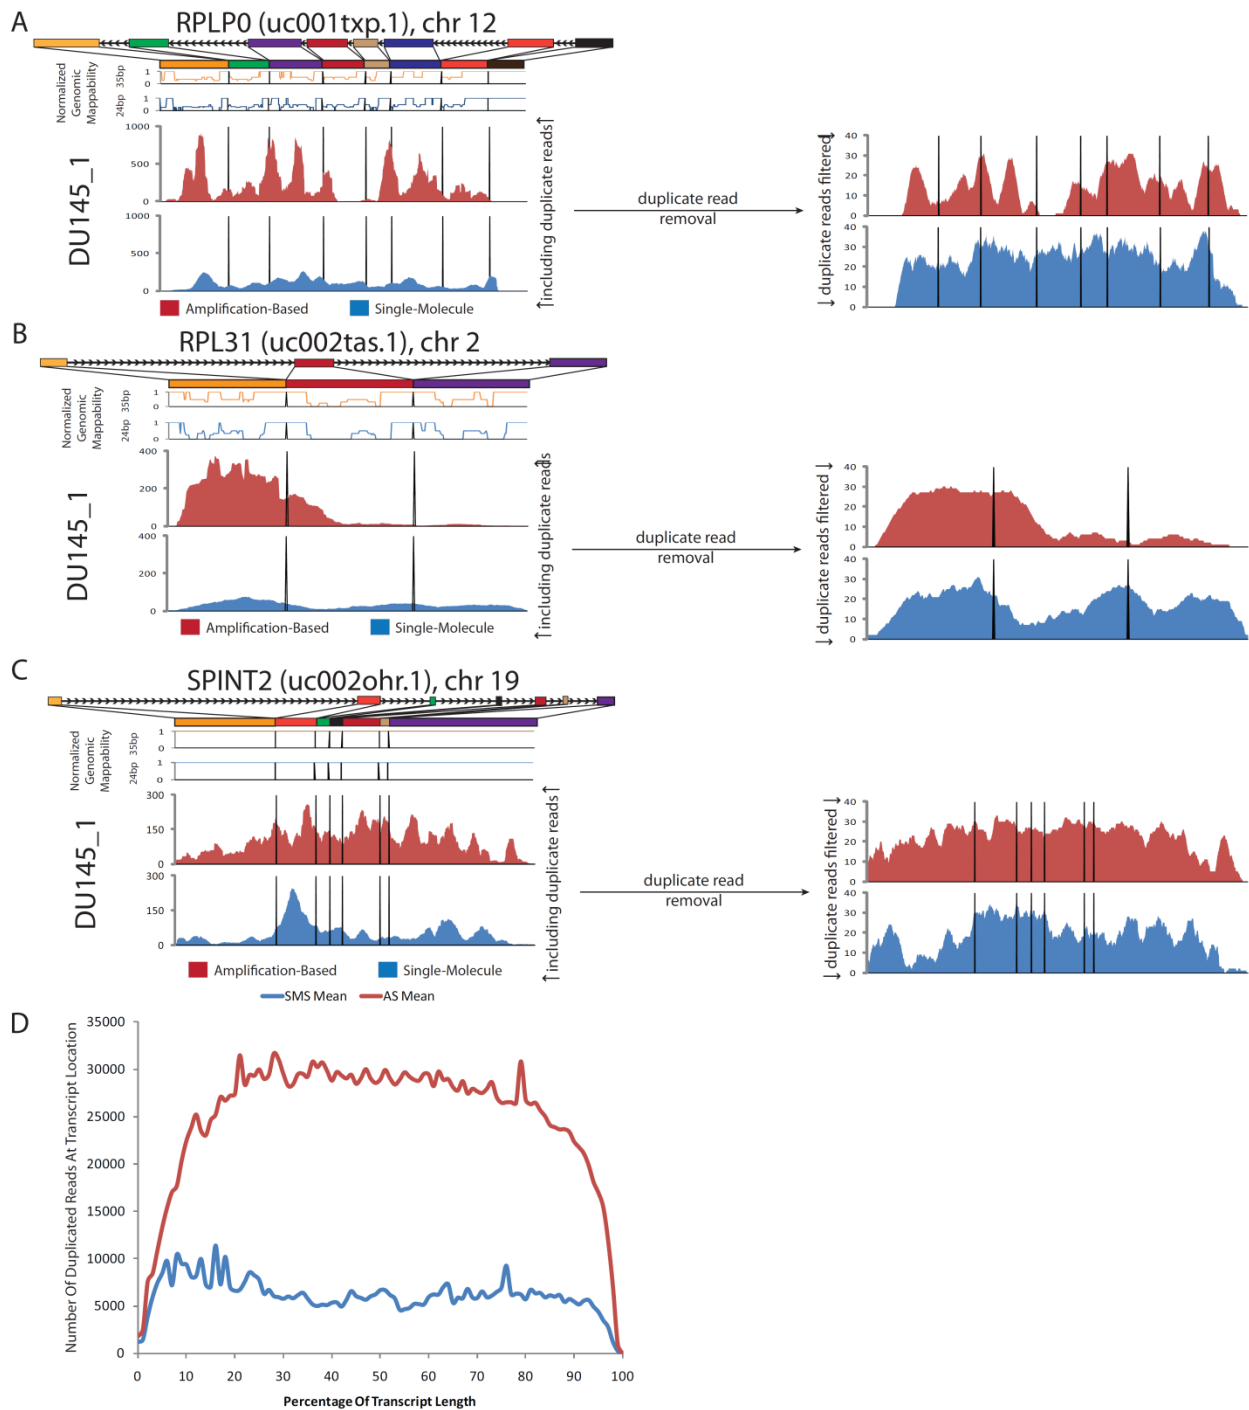 A
RPLP0 (uc001txp.1), chr 12
Normalized
Genomic
Mappability
35bp
1
0
24bp
1
0
DU145_1
1000
500
0
1000
500
0
←including duplicate reads→
Amplification-Based
Single-Molecule
duplicate read
removal
←duplicate reads filtered→
40
30
20
10
0
40
30
20
10
0
B
RPL31 (uc002tas.1), chr 2
Normalized
Genomic
Mappability
35bp
1
0
24bp
1
0
DU145_1
400
200
0
400
200
0
←including duplicate reads→
Amplification-Based
Single-Molecule
duplicate read
removal
←duplicate reads filtered→
40
30
20
10
0
40
30
20
10
0
C
SPINT2 (uc002ohr.1), chr 19
Normalized
Genomic
Mappability
35bp
1
0
24bp
1
0
DU145_1
300
150
0
300
150
0
←including duplicate reads→
Amplification-Based
Single-Molecule
duplicate read
removal
←duplicate reads filtered→
40
30
20
10
0
40
30
20
10
0
SMS Mean
AS Mean
D
Number Of Duplicated Reads At Transcript Location
35000
30000
25000
20000
15000
10000
5000
0
0 10 20 30 40 50 60 70 80 90 100
Percentage Of Transcript Length